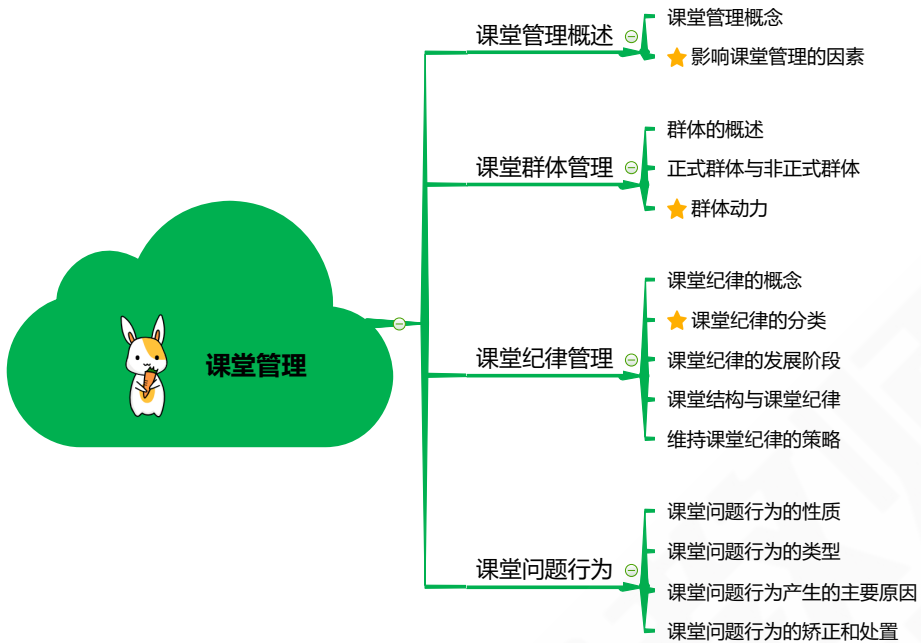 课堂管理
课堂管理概述
课堂管理概念
影响课堂管理的因素
课堂群体管理
群体的概述
正式群体与非正式群体
群体动力
课堂纪律管理
课堂纪律的概念
课堂纪律的分类
课堂纪律的发展阶段
课堂结构与课堂纪律
维持课堂纪律的策略
课堂问题行为
课堂问题行为的性质
课堂问题行为的类型
课堂问题行为产生的主要原因
课堂问题行为的矫正和处置